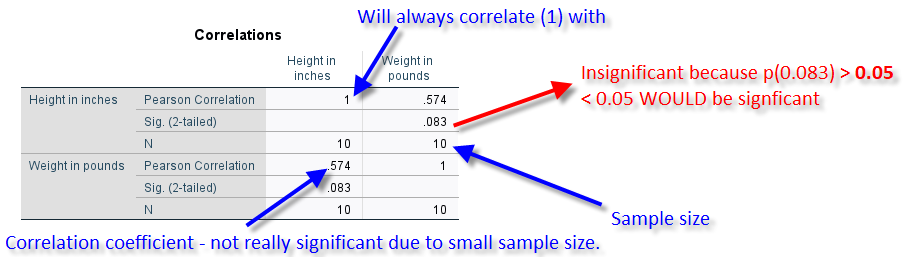 Will always correlate (1) with
Correlations
Height in inches Weight in pounds
Height in inches Pearson Correlation 1 .574
Sig. (2-tailed) .083
N 10 10
Weight in pounds Pearson Correlation .574 1
Sig. (2-tailed) .083
N 10 10
Insignificant because p(0.083) > 0.05
< 0.05 WOULD be signficant
Sample size
Correlation coefficient - not really significant due to small sample size.